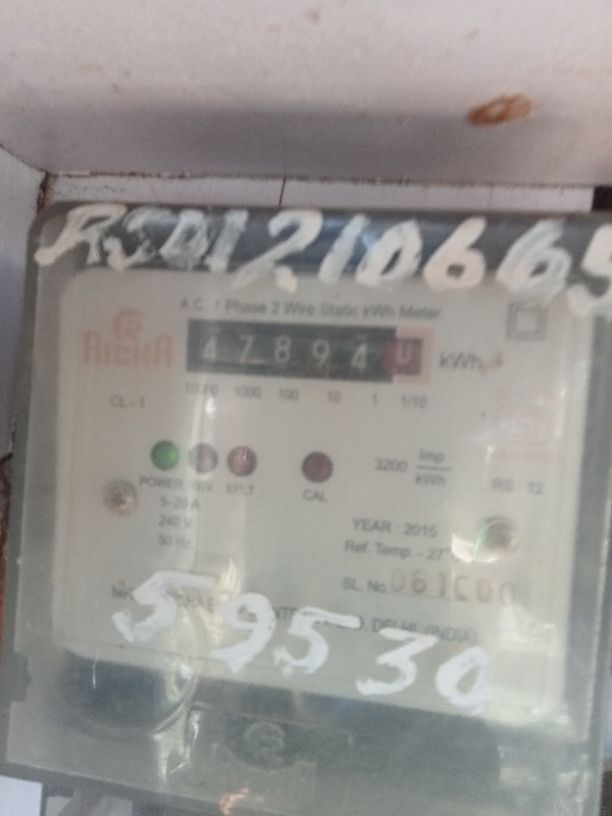 RSD1210665
A.C. 1 Phase 2 Wire Static kWh Meter
47894 kWh
1000 100 10 1 1/10
CL-1
3200 Imp/kWh
POWER REV. EFLT CAL RS-12
5-20 A
240 V
50 Hz
YEAR : 2015
Ref. Temp. - 27°
SL. No.
59530
DELHI (INDIA)